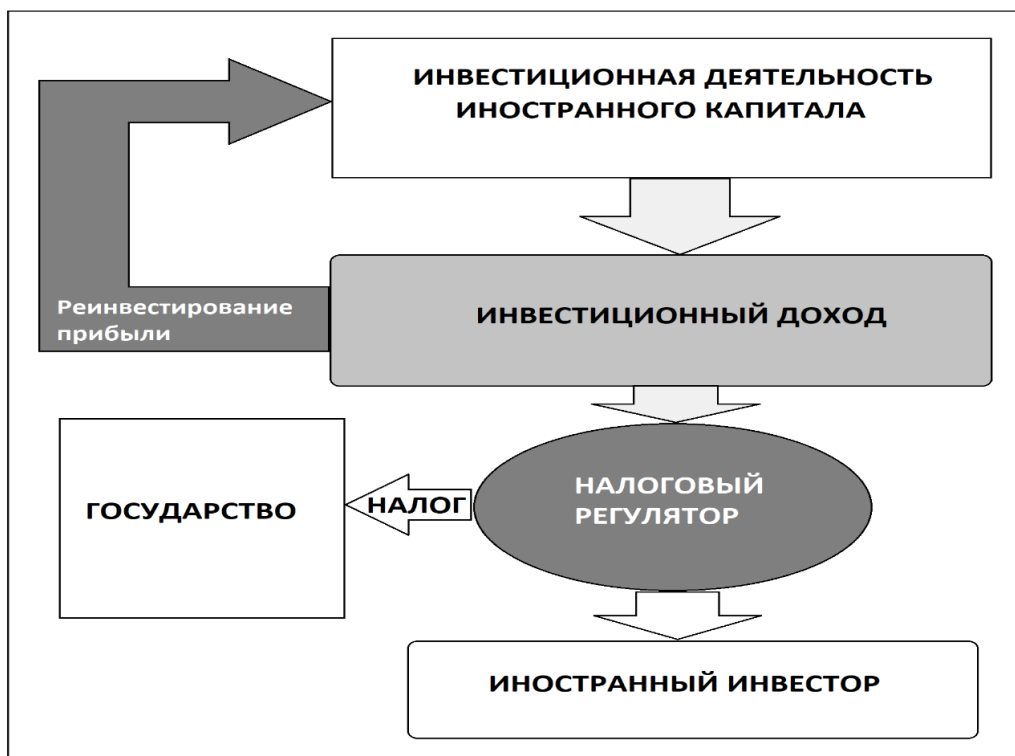 ИНВЕСТИЦИОННАЯ ДЕЯТЕЛЬНОСТЬ
ИНОСТРАННОГО КАПИТАЛА
Реинвестирование
прибыли
ИНВЕСТИЦИОННЫЙ ДОХОД
ГОСУДАРСТВО
НАЛОГ
НАЛОГОВЫЙ
РЕГУЛЯТОР
ИНОСТРАННЫЙ ИНВЕСТОР